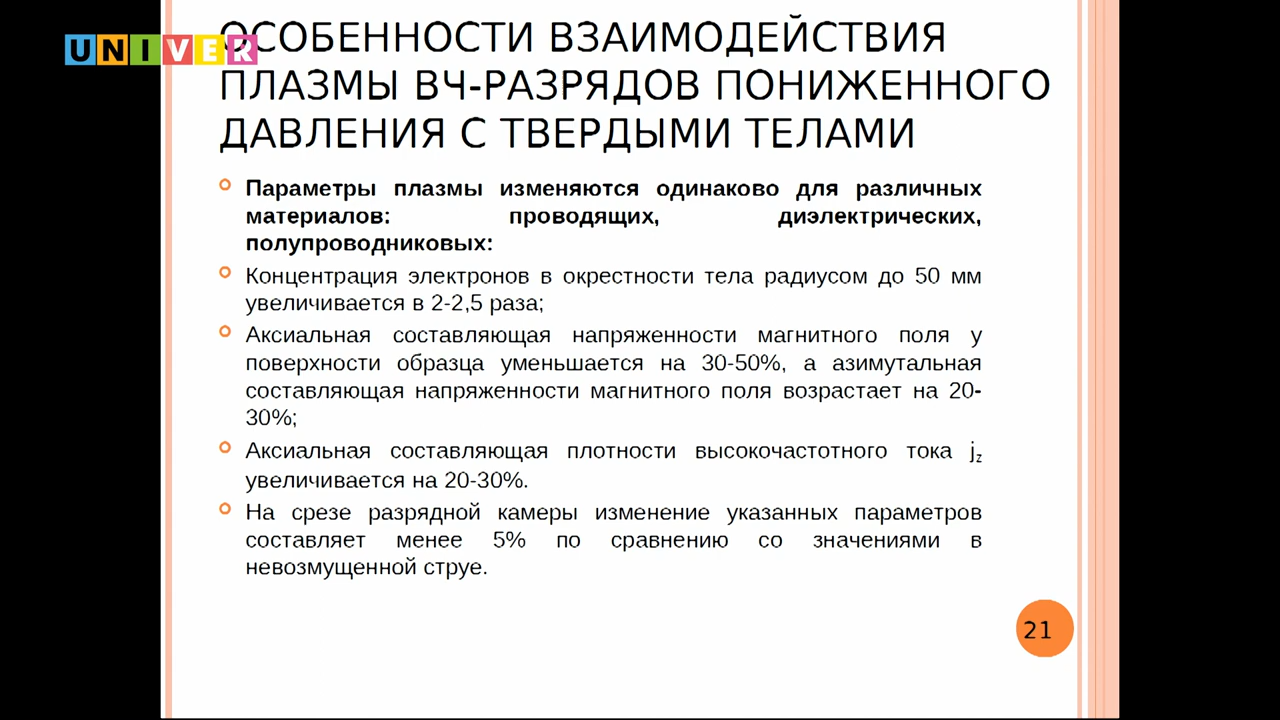 UNIVER
ОСОБЕННОСТИ ВЗАИМОДЕЙСТВИЯ
ПЛАЗМЫ ВЧ-РАЗРЯДОВ ПОНИЖЕННОГО
ДАВЛЕНИЯ С ТВЕРДЫМИ ТЕЛАМИ
Параметры плазмы изменяются одинаково для различных
материалов: проводящих, диэлектрических,
полупроводниковых:
Концентрация электронов в окрестности тела радиусом до 50 мм
увеличивается в 2-2,5 раза;
Аксиальная составляющая напряженности магнитного поля у
поверхности образца уменьшается на 30-50%, а азимутальная
составляющая напряженности магнитного поля возрастает на 20-
30%;
Аксиальная составляющая плотности высокочастотного тока jz
увеличивается на 20-30%.
На срезе разрядной камеры изменение указанных параметров
составляет менее 5% по сравнению со значениями в
невозмущенной струе.
21